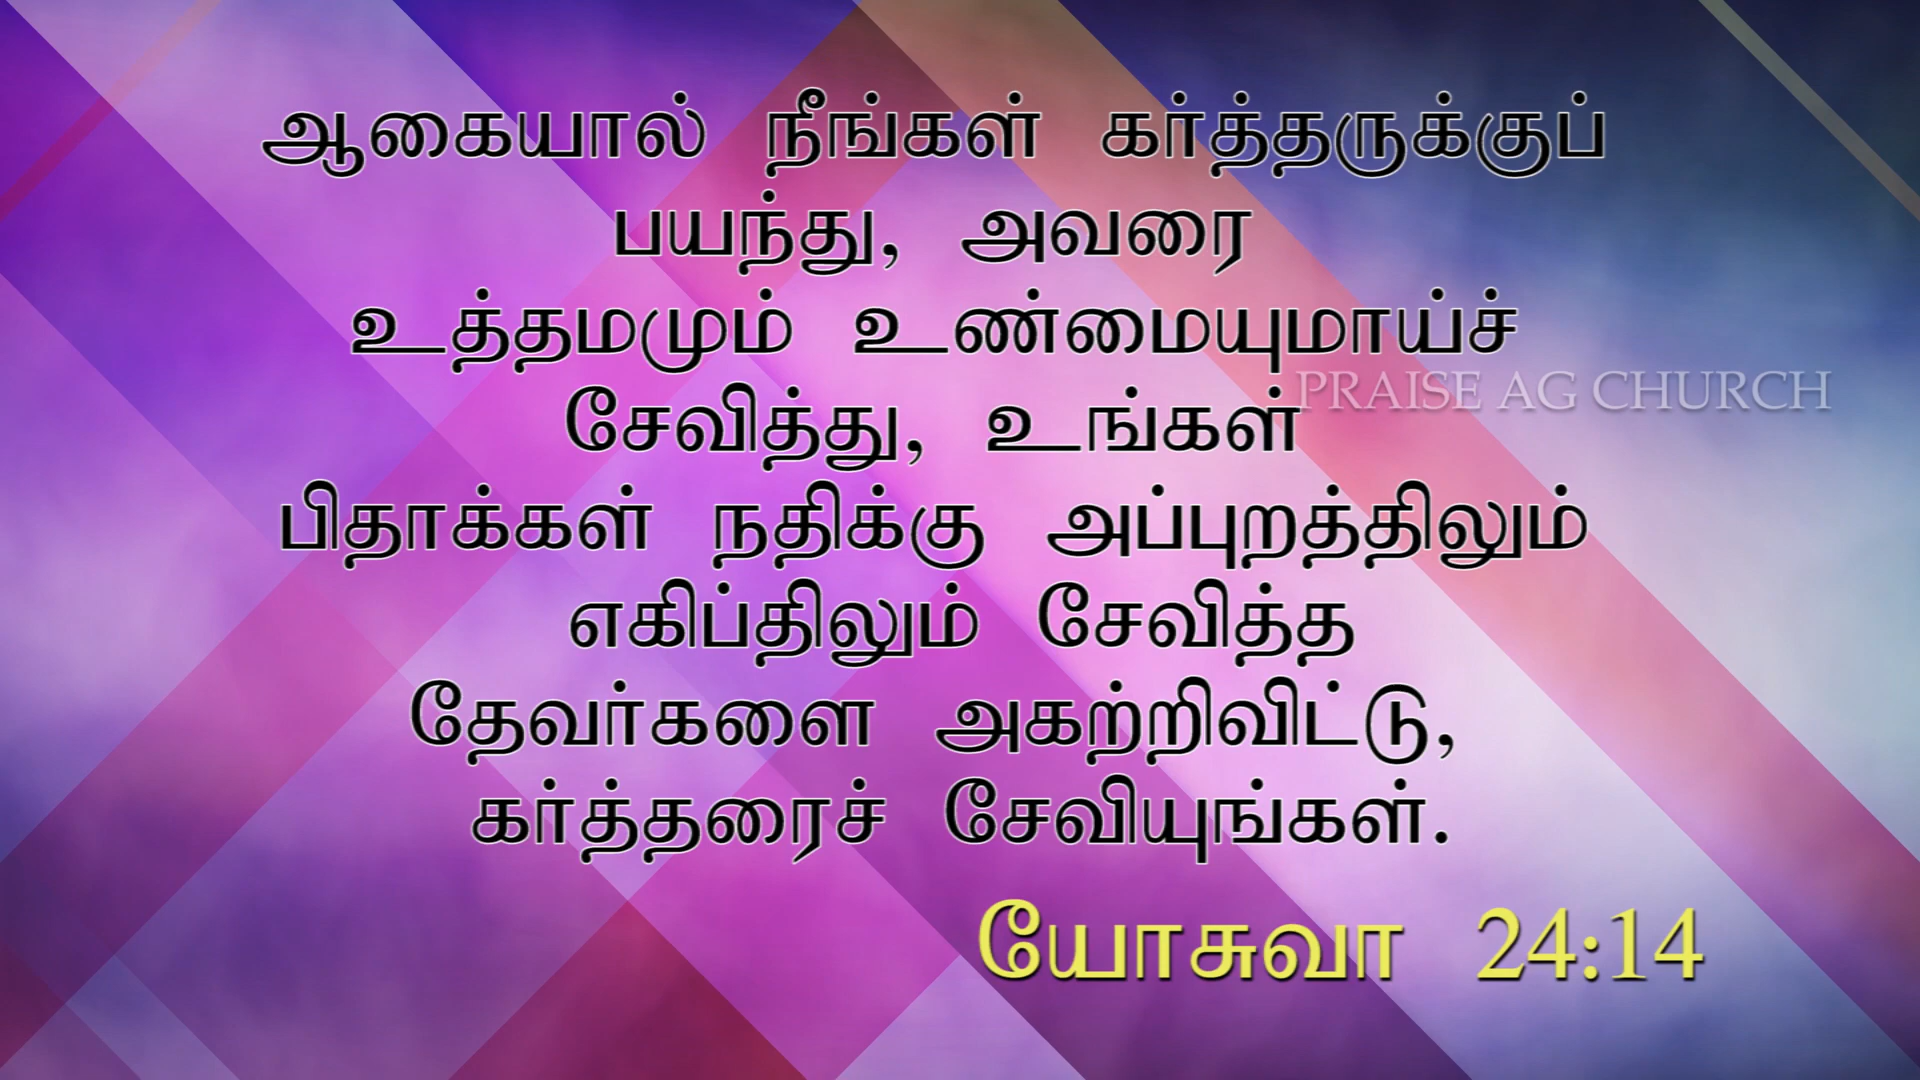 ஆகையால் நீங்கள் கர்த்தருக்குப்
பயந்து, அவரை
உத்தமமும் உண்மையுமாய்ச்
சேவித்து, உங்கள்
PRAISE AG CHURCH
பிதாக்கள் நதிக்கு அப்புறத்திலும்
எகிப்திலும் சேவித்த
தேவர்களை அகற்றிவிட்டு,
கர்த்தரைச் சேவியுங்கள்.
யோசுவா 24:14